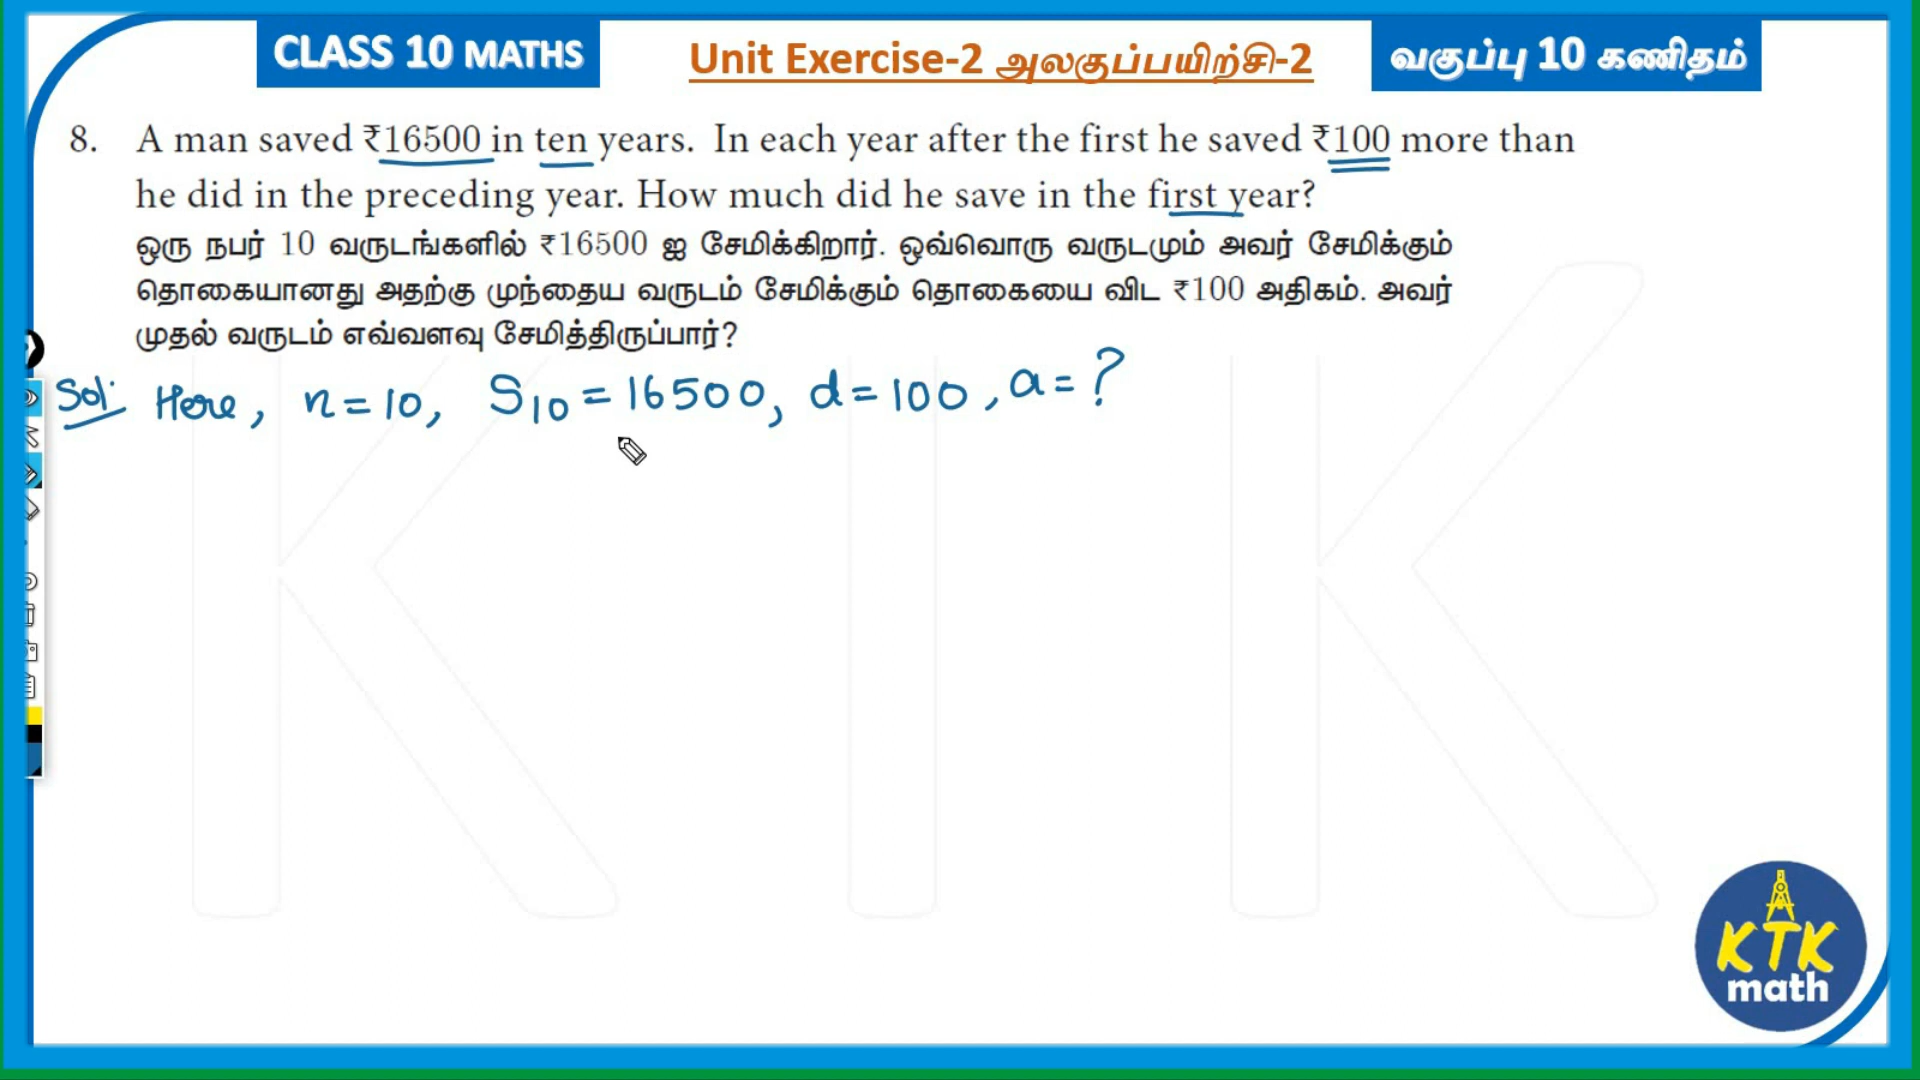 CLASS 10 MATHS
Unit Exercise-2 அலகுப்பயிற்சி-2
வகுப்பு 10 கணிதம்
8. A man saved ₹16500 in ten years. In each year after the first he saved ₹100 more than
he did in the preceding year. How much did he save in the first year?
ஒரு நபர் 10 வருடங்களில் ₹16500 ஐ சேமிக்கிறார். ஒவ்வொரு வருடமும் அவர் சேமிக்கும்
தொகையானது அதற்கு முந்தைய வருடம் சேமிக்கும் தொகையை விட ₹100 அதிகம். அவர்
முதல் வருடம் எவ்வளவு சேமித்திருப்பார்?
Sol: Here, n=10, S10 = 16500, d=100, a=?
KTK
math